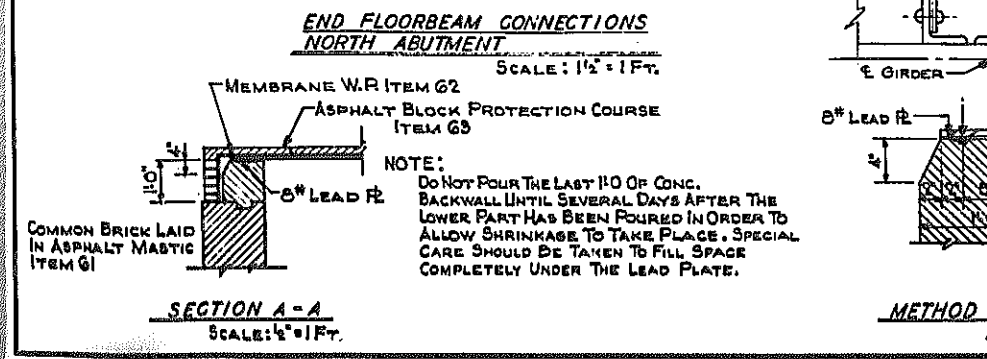 END FLOORBEAM CONNECTIONS
NORTH ABUTMENT
SCALE: 1½" = 1 FT.
MEMBRANE W.P. ITEM 62
ASPHALT BLOCK PROTECTION COURSE
ITEM 63
4"
1'-0"
8# LEAD PL
COMMON BRICK LAID
IN ASPHALT MASTIC
ITEM 61
NOTE:
DO NOT POUR THE LAST 1'-0 OF CONC.
BACKWALL UNTIL SEVERAL DAYS AFTER THE
LOWER PART HAS BEEN POURED IN ORDER TO
ALLOW SHRINKAGE TO TAKE PLACE. SPECIAL
CARE SHOULD BE TAKEN TO FILL SPACE
COMPLETELY UNDER THE LEAD PLATE.
SECTION A-A
SCALE: ½" = 1 FT.
℄ GIRDER
8# LEAD PL
4"
2" 2"
METHOD